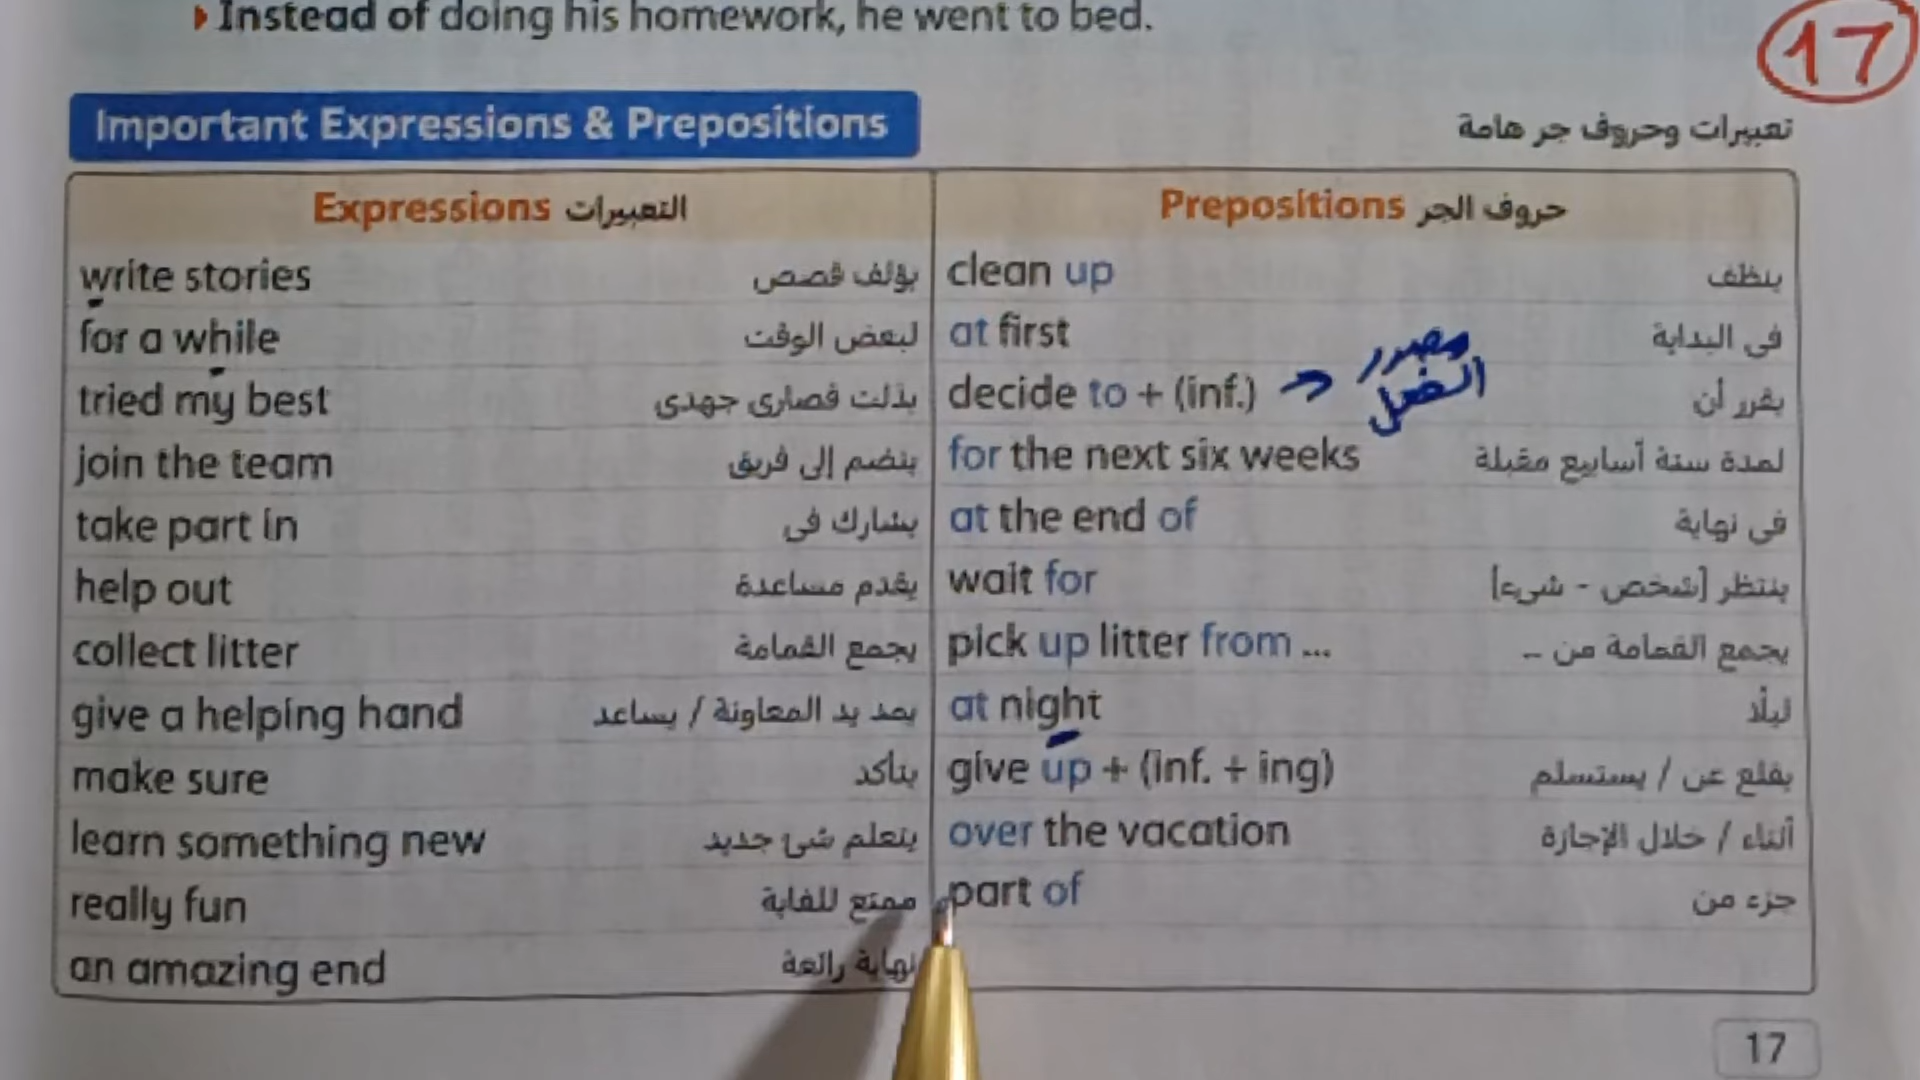 Instead of doing his homework, he went to bed.
17
Important Expressions & Prepositions تعبيرات وحروف جر هامة
Expressions التعبيرات Prepositions حروف الجر
write stories يؤلف قصص clean up ينظف
for a while لبعض الوقت at first فى البداية
tried my best بذلت قصارى جهدى decide to + (inf.) → مصدر الفعل يقرر أن
join the team ينضم إلى فريق for the next six weeks لمدة ستة أسابيع مقبلة
take part in يشارك فى at the end of فى نهاية
help out يقدم مساعدة wait for ينتظر [شخص - شىء]
collect litter يجمع القمامة pick up litter from ... يجمع القمامة من ...
give a helping hand يمد يد المعاونة / يساعد at night ليلًا
make sure يتأكد give up + (inf. + ing) يقلع عن / يستسلم
learn something new يتعلم شئ جديد over the vacation أثناء / خلال الإجازة
really fun ممتع للغاية part of جزء من
an amazing end نهاية رائعة
17